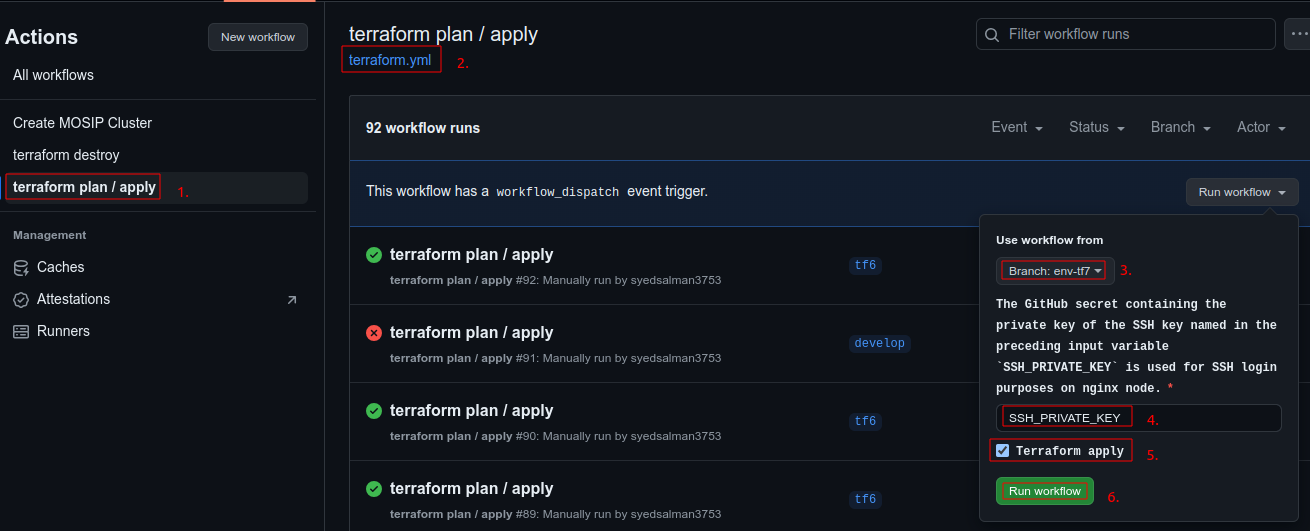 Actions
New workflow
All workflows
Create MOSIP Cluster
terraform destroy
terraform plan / apply
1.
Management
Caches
Attestations
Runners
terraform plan / apply
terraform.yml
2.
Filter workflow runs
92 workflow runs
Event
Status
Branch
Actor
This workflow has a workflow_dispatch event trigger.
Run workflow
terraform plan / apply
terraform plan / apply #92: Manually run by syedsalman3753
tf6
terraform plan / apply
terraform plan / apply #91: Manually run by syedsalman3753
develop
terraform plan / apply
terraform plan / apply #90: Manually run by syedsalman3753
tf6
terraform plan / apply
terraform plan / apply #89: Manually run by syedsalman3753
tf6
Use workflow from
Branch: env-tf7
3.
The GitHub secret containing the
private key of the SSH key named in the
preceding input variable
`SSH_PRIVATE_KEY` is used for SSH login
purposes on nginx node. *
SSH_PRIVATE_KEY
4.
Terraform apply
5.
Run workflow
6.